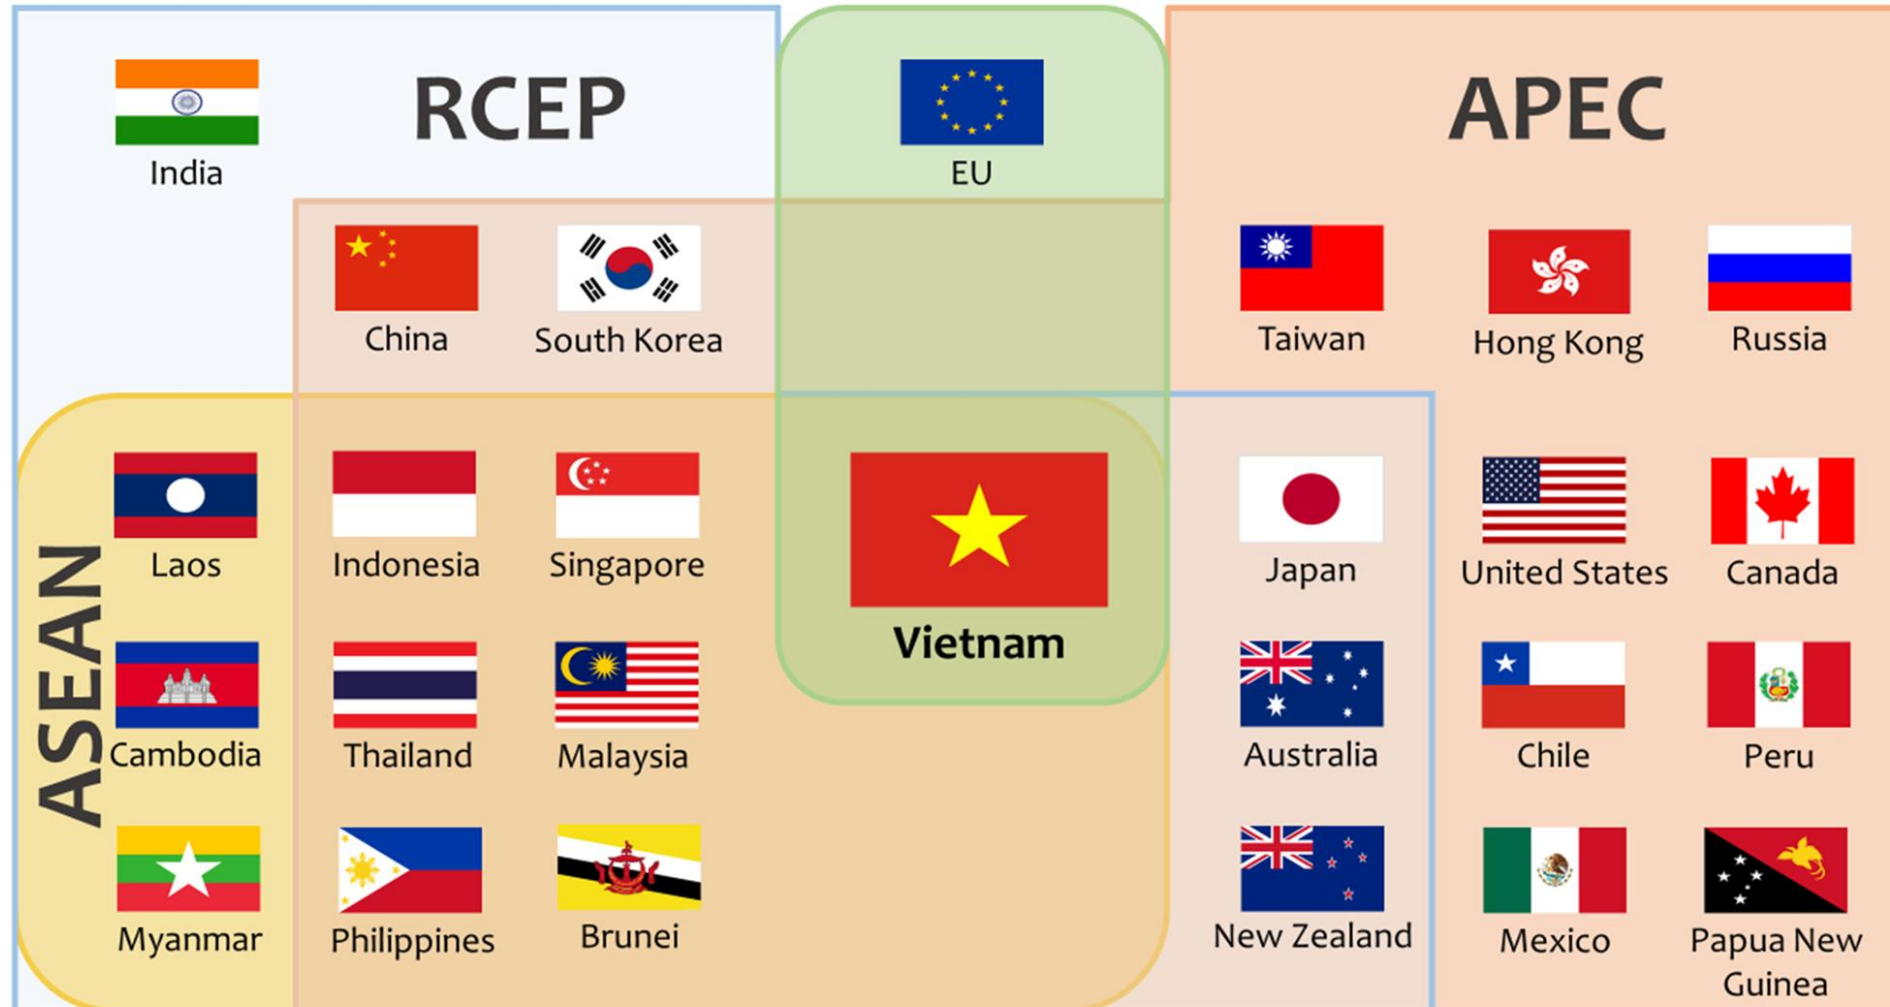 RCEP
APEC
India
EU
China
South Korea
Taiwan
Hong Kong
Russia
ASEAN
Laos
Indonesia
Singapore
Vietnam
Japan
United States
Canada
Cambodia
Thailand
Malaysia
Australia
Chile
Peru
Myanmar
Philippines
Brunei
New Zealand
Mexico
Papua New
Guinea